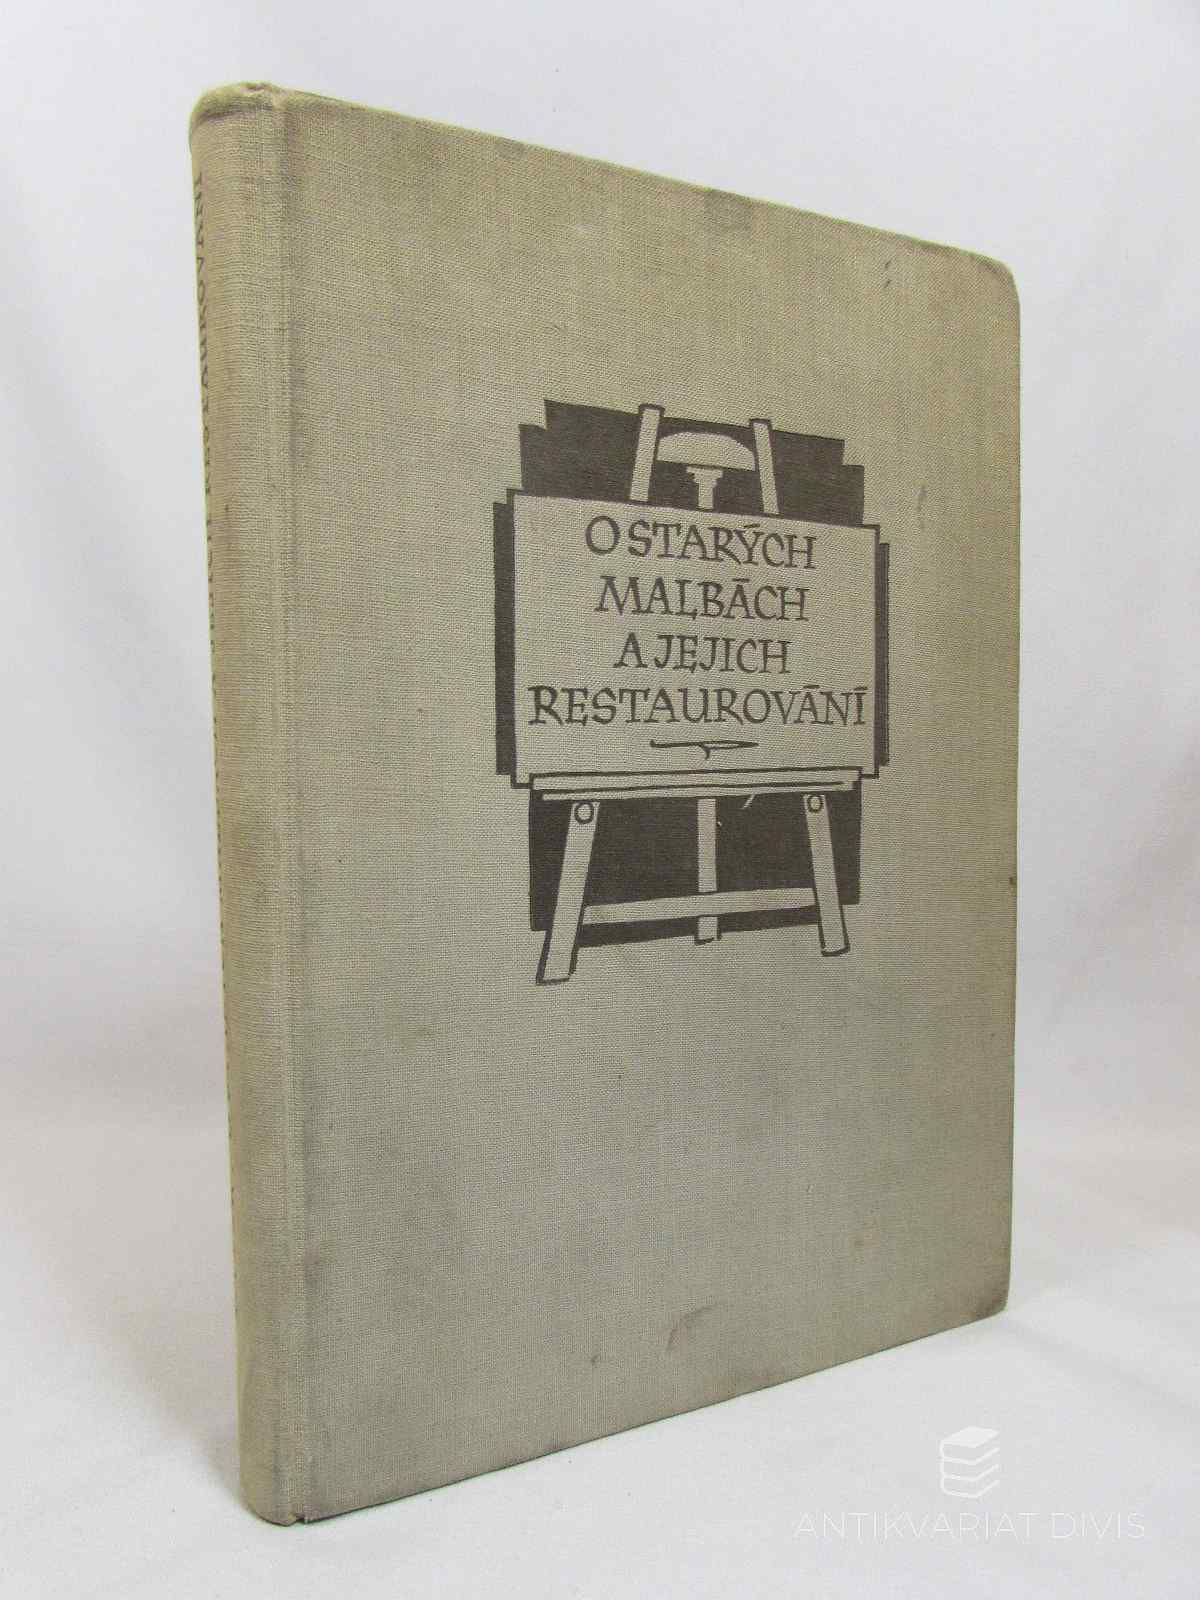 O STARÝCH
MALBÁCH
A JEJICH
RESTAUROVÁNÍ
ANTIKVARIAT DIVIS